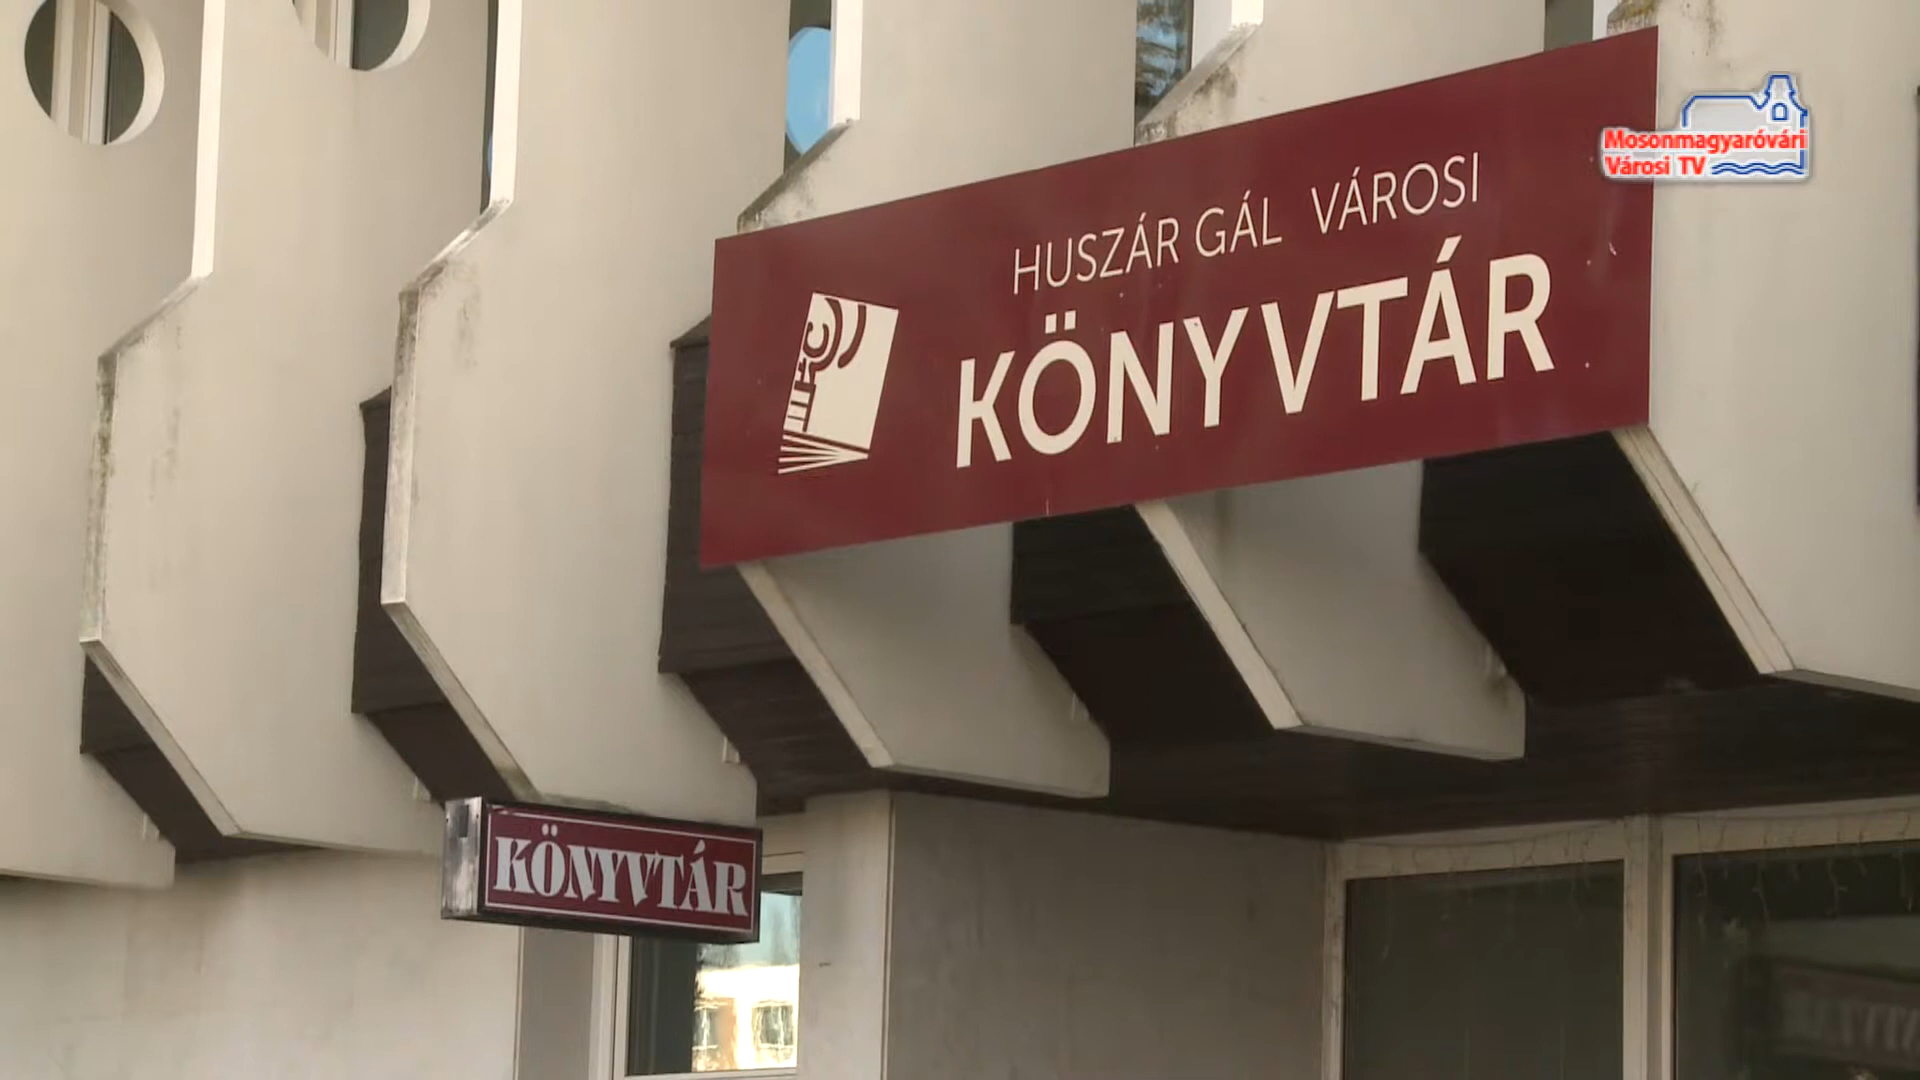 Mosonmagyaróvári
Városi TV
HUSZÁR GÁL VÁROSI
KÖNYVTÁR
KÖNYVTÁR